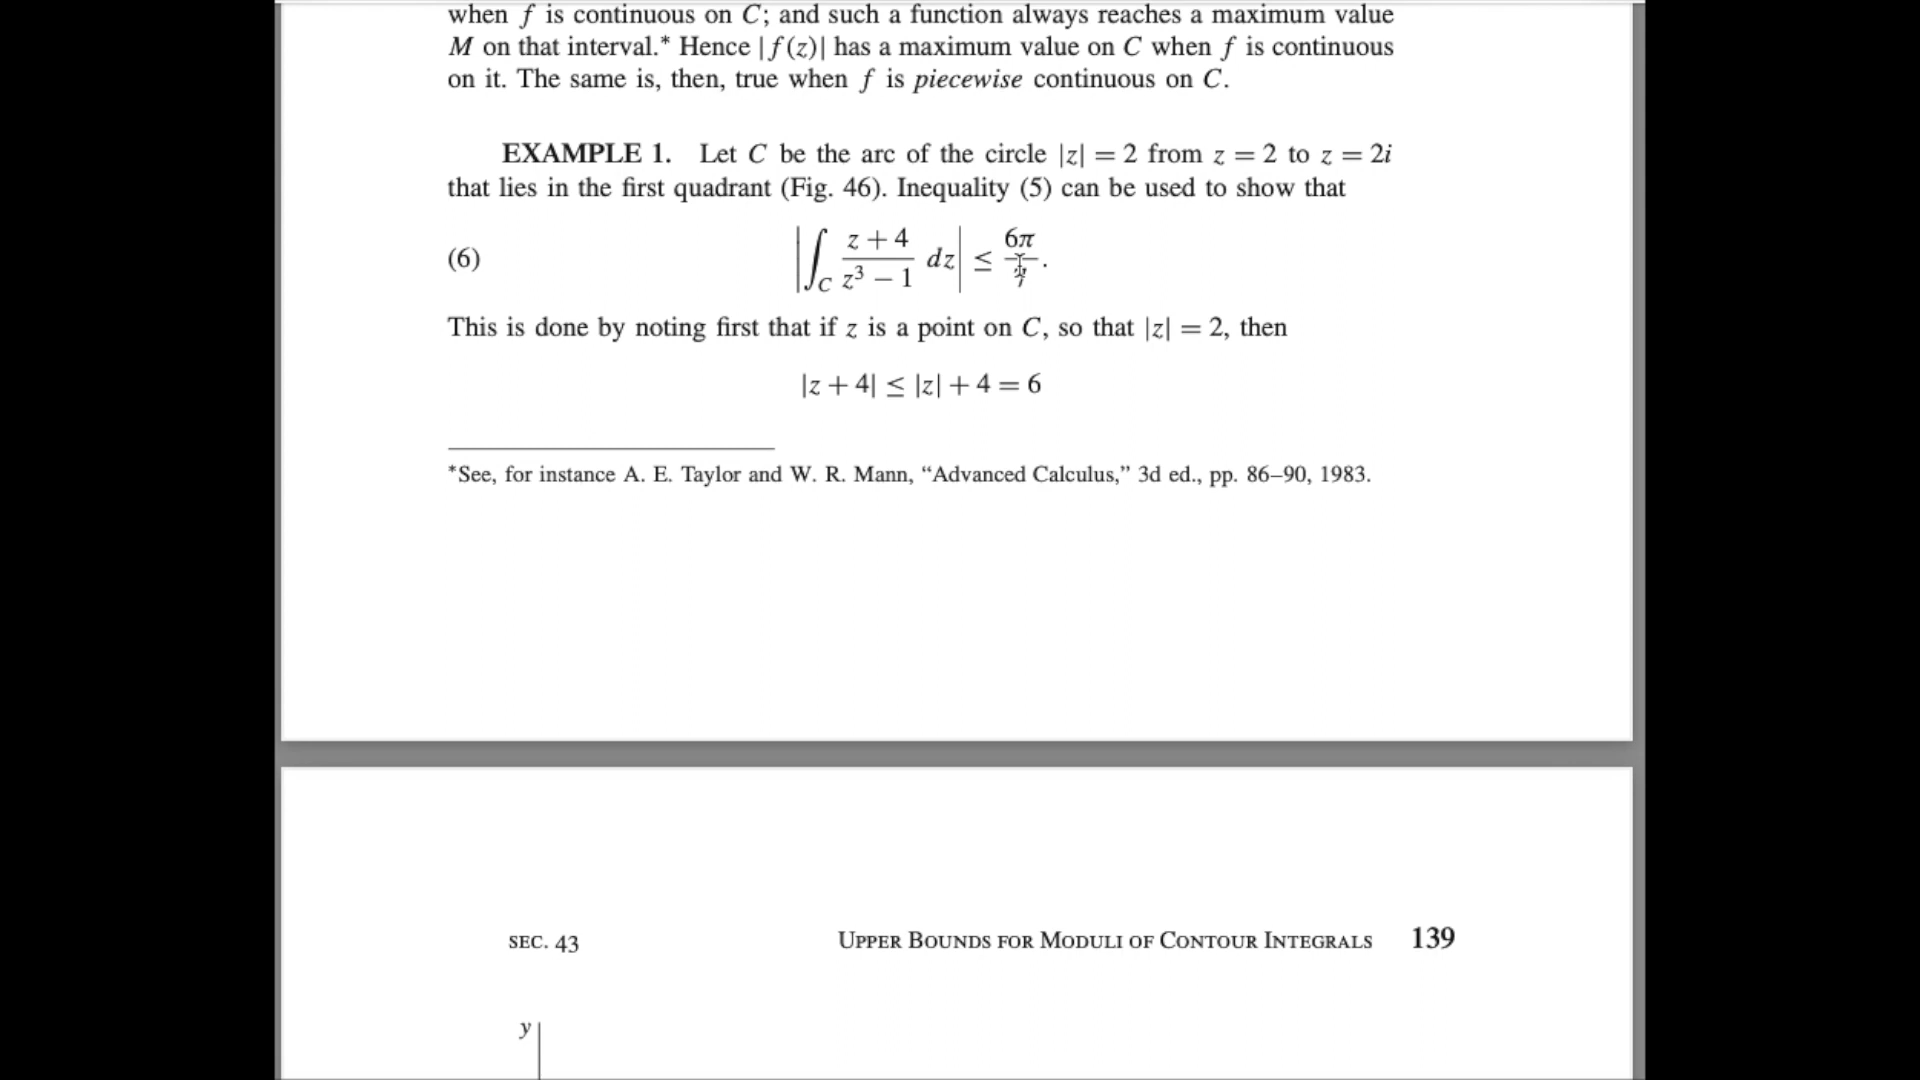 when f is continuous on C; and such a function always reaches a maximum value
M on that interval.* Hence |f(z)| has a maximum value on C when f is continuous
on it. The same is, then, true when f is piecewise continuous on C.
EXAMPLE 1. Let C be the arc of the circle |z| = 2 from z = 2 to z = 2i
that lies in the first quadrant (Fig. 46). Inequality (5) can be used to show that
(6) |∫_C (z + 4)/(z³ − 1) dz| ≤ 6π/7.
This is done by noting first that if z is a point on C, so that |z| = 2, then
|z + 4| ≤ |z| + 4 = 6
*See, for instance A. E. Taylor and W. R. Mann, “Advanced Calculus,” 3d ed., pp. 86–90, 1983.
SEC. 43 UPPER BOUNDS FOR MODULI OF CONTOUR INTEGRALS 139
y